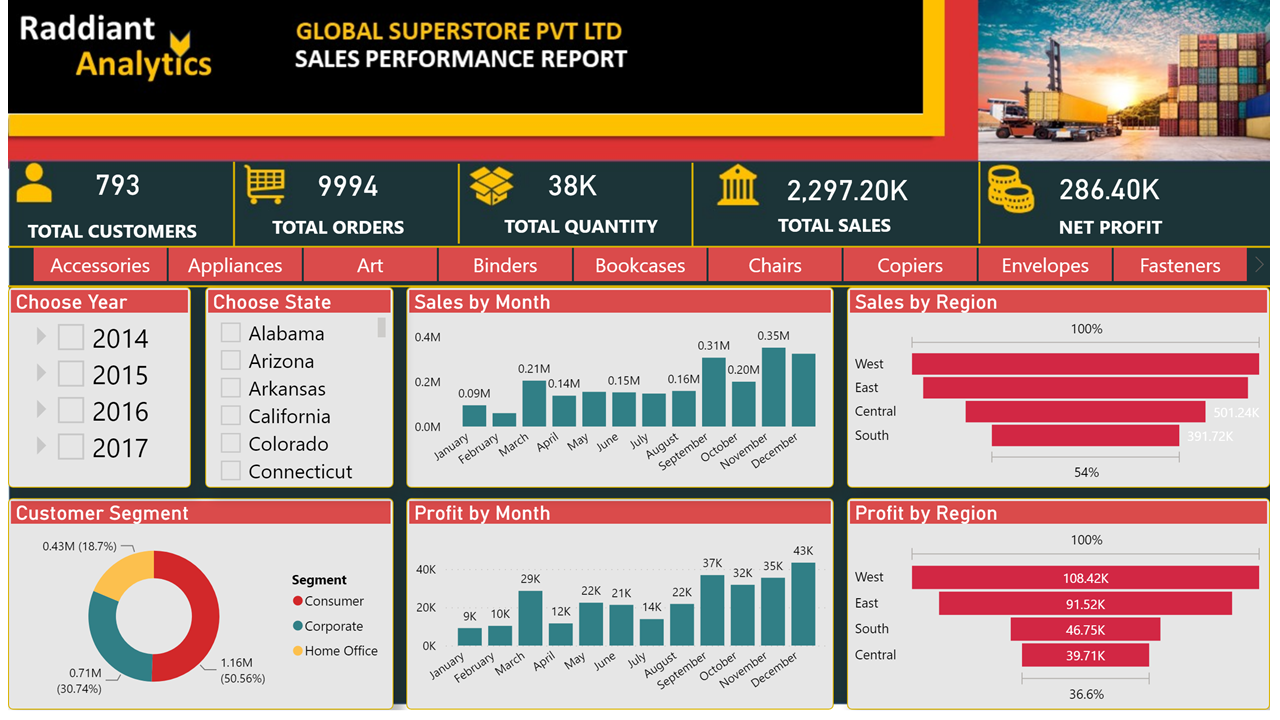 Raddiant
Analytics
GLOBAL SUPERSTORE PVT LTD
SALES PERFORMANCE REPORT
793
TOTAL CUSTOMERS
9994
TOTAL ORDERS
38K
TOTAL QUANTITY
2,297.20K
TOTAL SALES
286.40K
NET PROFIT
Accessories
Appliances
Art
Binders
Bookcases
Chairs
Copiers
Envelopes
Fasteners
Choose Year
2014
2015
2016
2017
Choose State
Alabama
Arizona
Arkansas
California
Colorado
Connecticut
Sales by Month
0.4M
0.2M
0.0M
0.09M
0.21M
0.14M
0.15M
0.16M
0.31M
0.20M
0.35M
January
February
March
April
May
June
July
August
September
October
November
December
Sales by Region
100%
West
East
Central
501.24K
South
391.72K
54%
Customer Segment
0.43M (18.7%)
0.71M
(30.74%)
1.16M
(50.56%)
Segment
Consumer
Corporate
Home Office
Profit by Month
40K
20K
0K
9K
10K
29K
12K
22K
21K
14K
22K
37K
32K
35K
43K
January
February
March
April
May
June
July
August
September
October
November
December
Profit by Region
100%
West
108.42K
East
91.52K
South
46.75K
Central
39.71K
36.6%